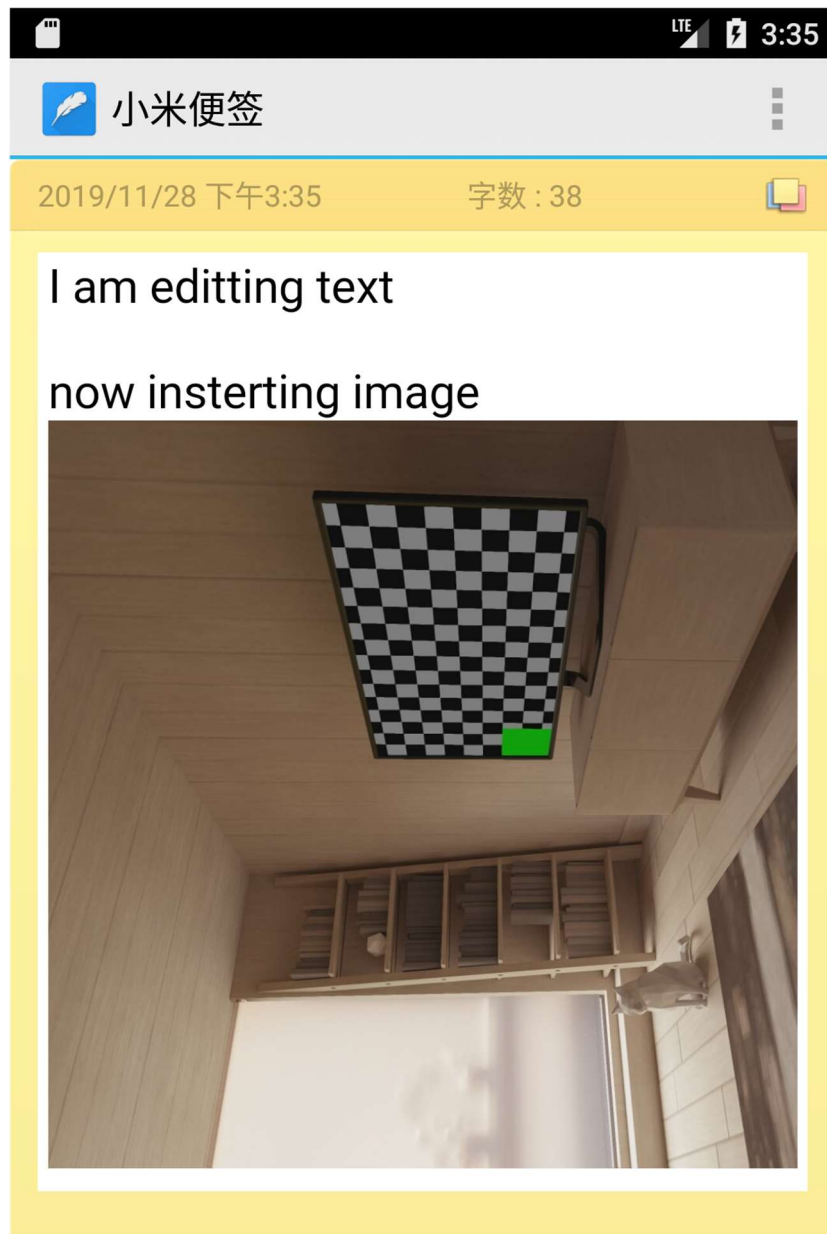 LTE 3:35
小米便签
2019/11/28 下午3:35 字数 : 38
I am editting text
now insterting image